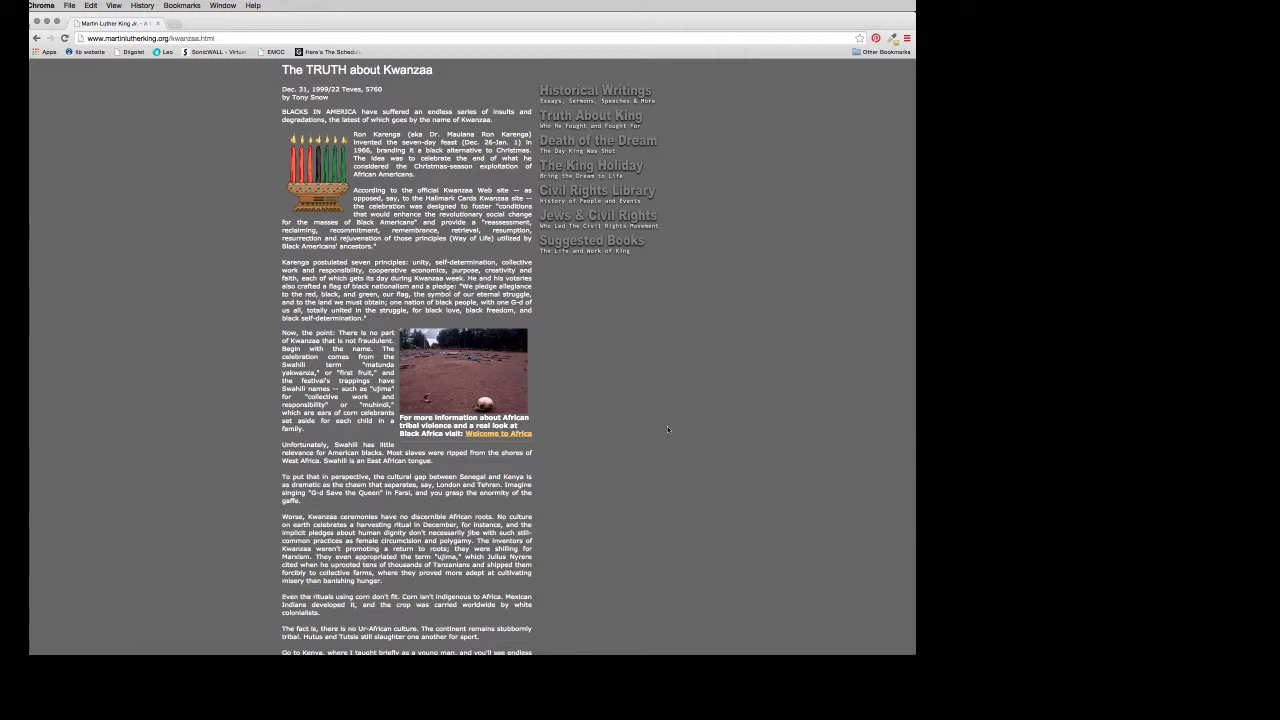 Chrome File Edit View History Bookmarks Window Help
Martin Luther King Jr. - A
www.martinlutherking.org/kwanzaa.html
Apps lib website Diigolet Leo SonicWALL - Virtual EMCC Here's The Schedule Other Bookmarks
The TRUTH about Kwanzaa
Dec. 31, 1999/22 Teves, 5760
by Tony Snow
BLACKS IN AMERICA have suffered an endless series of insults and
degradations, the latest of which goes by the name of Kwanzaa.
Ron Karenga (aka Dr. Maulana Ron Karenga)
invented the seven-day feast (Dec. 26-Jan. 1) in
1966, branding it a black alternative to Christmas.
The idea was to celebrate the end of what he
considered the Christmas-season exploitation of
African Americans.
According to the official Kwanzaa Web site -- as
opposed, say, to the Hallmark Cards Kwanzaa site --
the celebration was designed to foster "conditions
that would enhance the revolutionary social change
for the masses of Black Americans" and provide a "reassessment,
reclaiming, recommitment, remembrance, retrieval, resumption,
resurrection and rejuvenation of those principles (Way of Life) utilized by
Black Americans' ancestors."
Karenga postulated seven principles: unity, self-determination, collective
work and responsibility, cooperative economics, purpose, creativity and
faith, each of which gets its day during Kwanzaa week. He and his votaries
also crafted a flag of black nationalism and a pledge: "We pledge allegiance
to the red, black, and green, our flag, the symbol of our eternal struggle,
and to the land we must obtain; one nation of black people, with one G-d of
us all, totally united in the struggle, for black love, black freedom, and
black self-determination."
Now, the point: There is no part
of Kwanzaa that is not fraudulent.
Begin with the name. The
celebration comes from the
Swahili term "matunda
yakwanza," or "first fruit," and
the festival's trappings have
Swahili names -- such as "ujima"
for "collective work and
responsibility" or "muhindi,"
which are ears of corn celebrants
set aside for each child in a
family.
For more information about African
tribal violence and a real look at
Black Africa visit: Welcome to Africa
Unfortunately, Swahili has little
relevance for American blacks. Most slaves were ripped from the shores of
West Africa. Swahili is an East African tongue.
To put that in perspective, the cultural gap between Senegal and Kenya is
as dramatic as the chasm that separates, say, London and Tehran. Imagine
singing "G-d Save the Queen" in Farsi, and you grasp the enormity of the
gaffe.
Worse, Kwanzaa ceremonies have no discernible African roots. No culture
on earth celebrates a harvesting ritual in December, for instance, and the
implicit pledges about human dignity don't necessarily jibe with such still-
common practices as female circumcision and polygamy. The inventors of
Kwanzaa weren't promoting a return to roots; they were shilling for
Marxism. They even appropriated the term "ujima," which Julius Nyrere
cited when he uprooted tens of thousands of Tanzanians and shipped them
forcibly to collective farms, where they proved more adept at cultivating
misery than banishing hunger.
Even the rituals using corn don't fit. Corn isn't indigenous to Africa. Mexican
Indians developed it, and the crop was carried worldwide by white
colonialists.
The fact is, there is no Ur-African culture. The continent remains stubbornly
tribal. Hutus and Tutsis still slaughter one another for sport.
Go to Kenya, where I taught briefly as a young man, and you'll see endless
Historical Writings
Essays, Sermons, Speeches & More
Truth About King
Who He Fought and Fought For
Death of the Dream
The Day King Was Shot
The King Holiday
Bring the Dream to Life
Civil Rights Library
History of People and Events
Jews & Civil Rights
Who Led The Civil Rights Movement
Suggested Books
The Life and Work of King